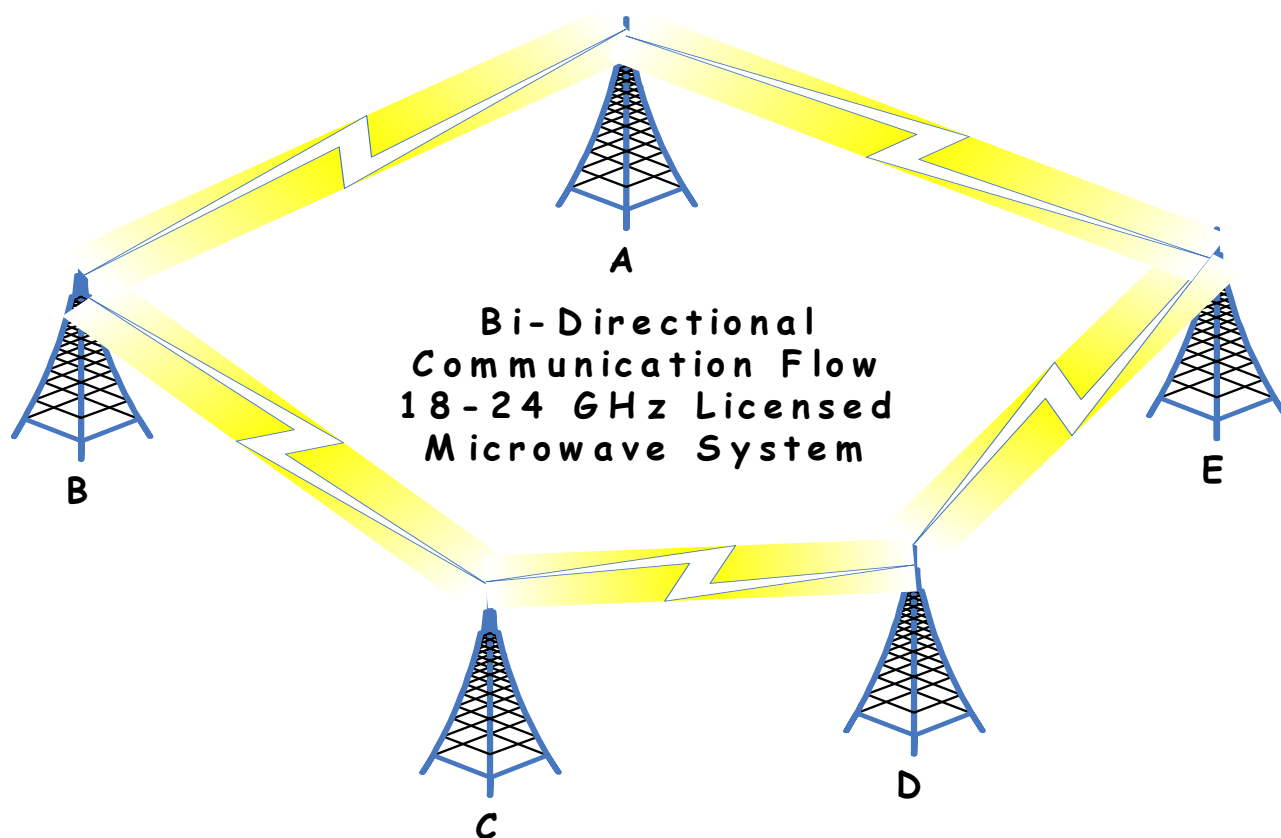 A
Bi-Directional
Communication Flow
18-24 GHz Licensed
Microwave System
B
E
D
C